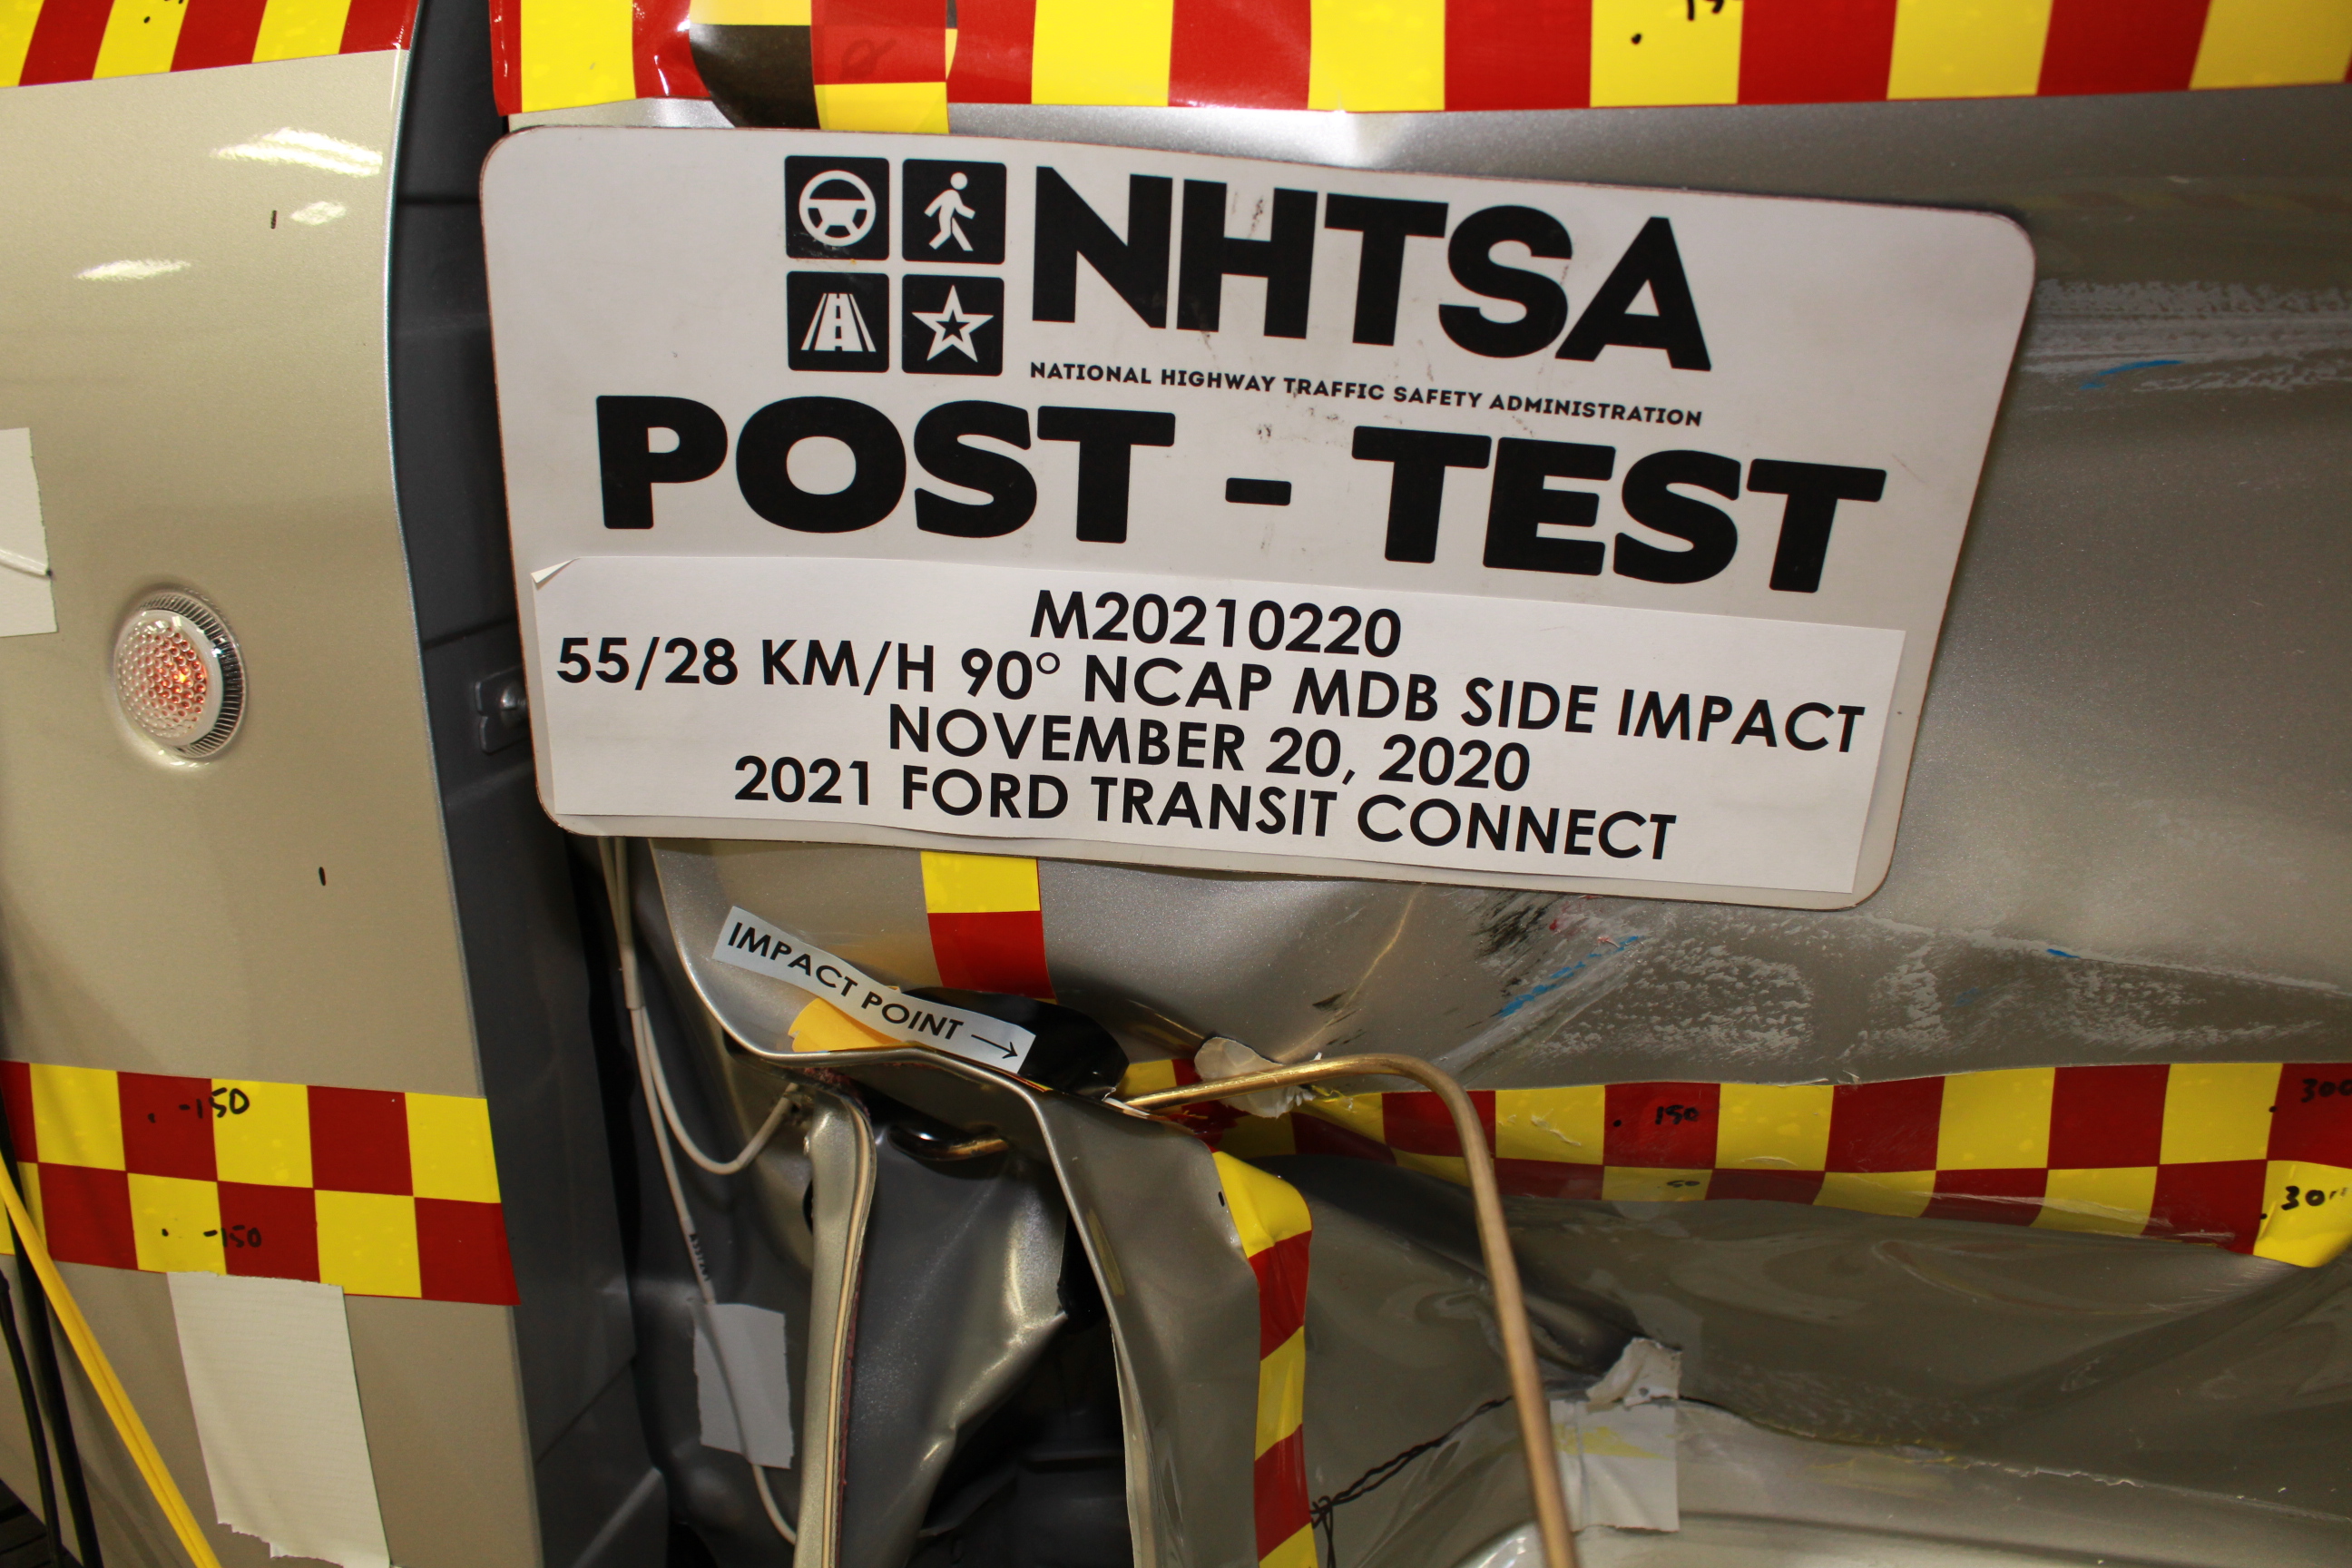 NHTSA
NATIONAL HIGHWAY TRAFFIC SAFETY ADMINISTRATION
POST - TEST
M20210220
55/28 KM/H 90° NCAP MDB SIDE IMPACT
NOVEMBER 20, 2020
2021 FORD TRANSIT CONNECT
IMPACT POINT →
-150
150
300
-150